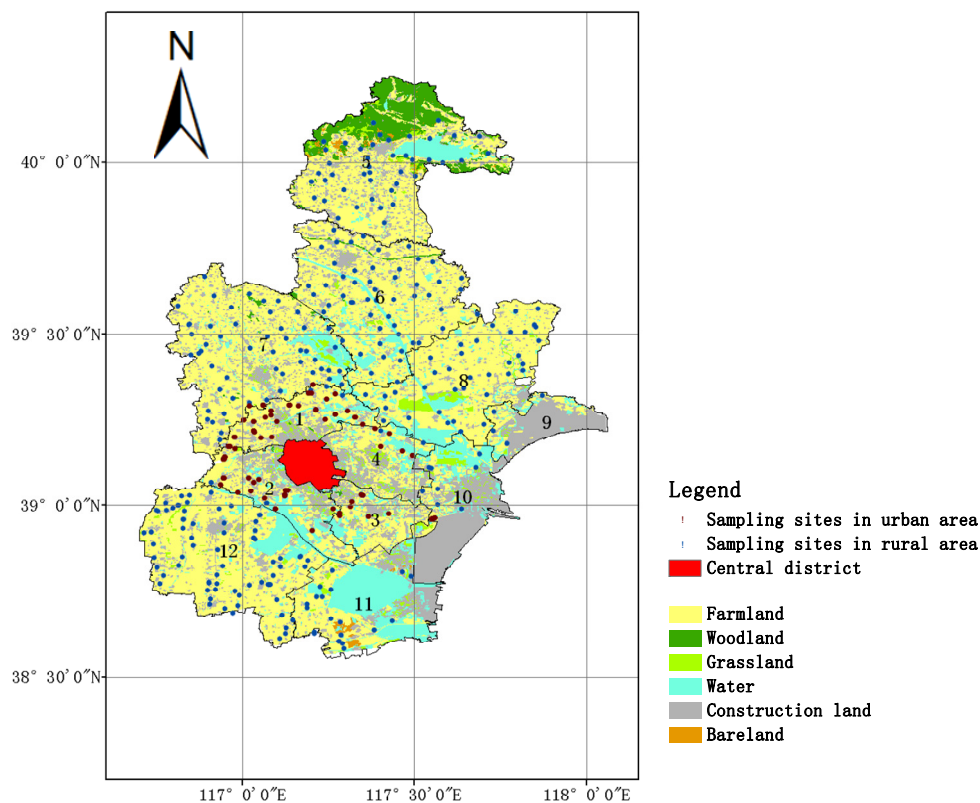 N
40° 0′0″N
39° 30′0″N
39° 0′0″N
38° 30′0″N
5
6
7
8
9
1
4
10
2
3
12
11
117° 0′0″E
117° 30′0″E
118° 0′0″E
Legend
Sampling sites in urban area
Sampling sites in rural area
Central district
Farmland
Woodland
Grassland
Water
Construction land
Bareland